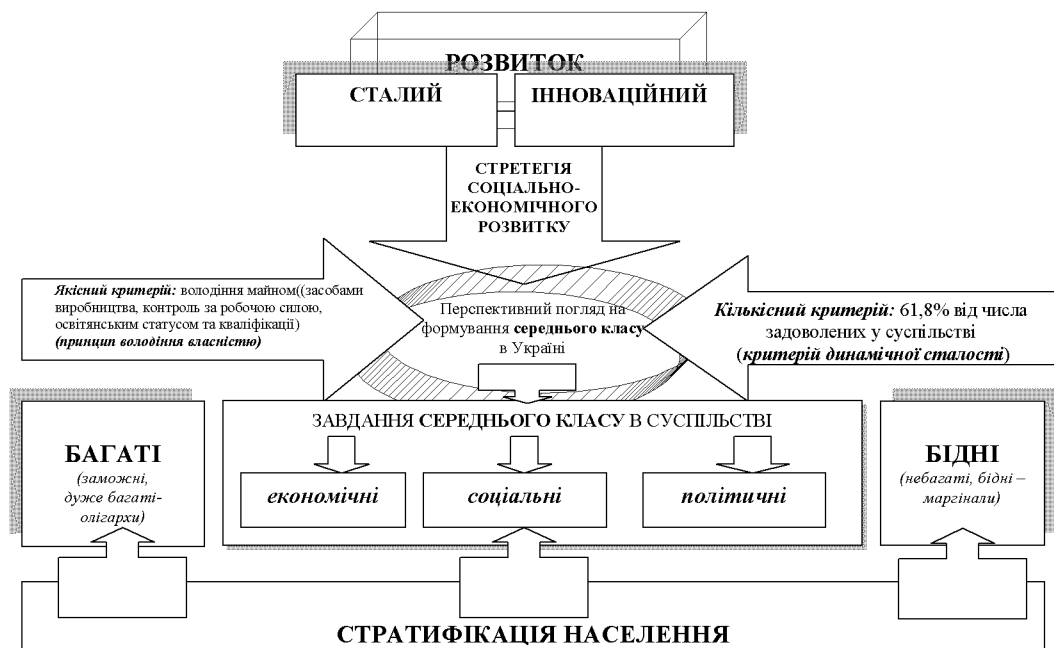 РОЗВИТОК
СТАЛИЙ
ІННОВАЦІЙНИЙ
СТРЕТЕГІЯ
СОЦІАЛЬНО-
ЕКОНОМІЧНОГО
РОЗВИТКУ
Якісний критерій: володіння майном((засобами
виробництва, контроль за робочою силою,
освітянським статусом та кваліфікації)
(принцип володіння власністю)
Перспективний погляд на
формування середнього класу
в Україні
Кількісний критерій: 61,8% від числа
задоволених у суспільстві
(критерій динамічної сталості)
БАГАТІ
(заможні,
дуже багаті-
олігархи)
ЗАВДАННЯ СЕРЕДНЬОГО КЛАСУ В СУСПІЛЬСТВІ
економічні
соціальні
політичні
БІДНІ
(небагаті, бідні –
маргінали)
СТРАТИФІКАЦІЯ НАСЕЛЕННЯ